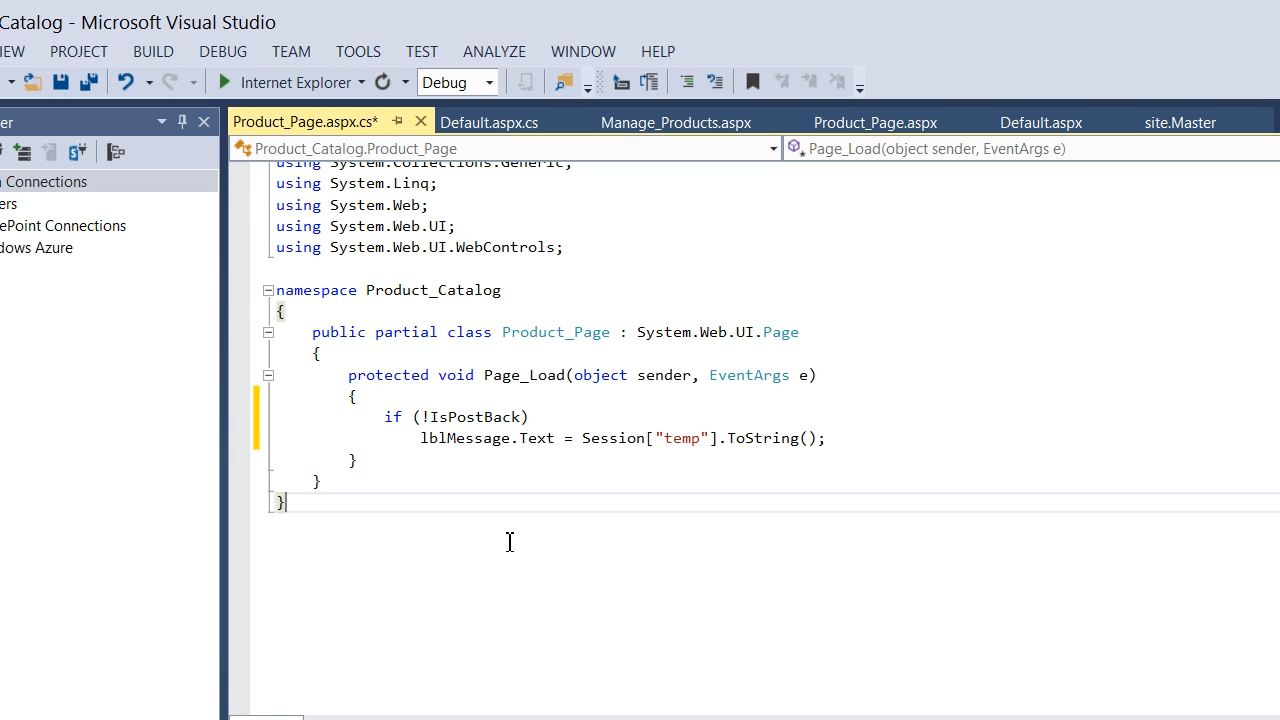 Catalog - Microsoft Visual Studio
IEW PROJECT BUILD DEBUG TEAM TOOLS TEST ANALYZE WINDOW HELP
Internet Explorer Debug
er Product_Page.aspx.cs* Default.aspx.cs Manage_Products.aspx Product_Page.aspx Default.aspx site.Master
Product_Catalog.Product_Page Page_Load(object sender, EventArgs e)
Connections
ers
ePoint Connections
dows Azure
using System.Collections.Generic;
using System.Linq;
using System.Web;
using System.Web.UI;
using System.Web.UI.WebControls;
namespace Product_Catalog
{
public partial class Product_Page : System.Web.UI.Page
{
protected void Page_Load(object sender, EventArgs e)
{
if (!IsPostBack)
lblMessage.Text = Session["temp"].ToString();
}
}
}